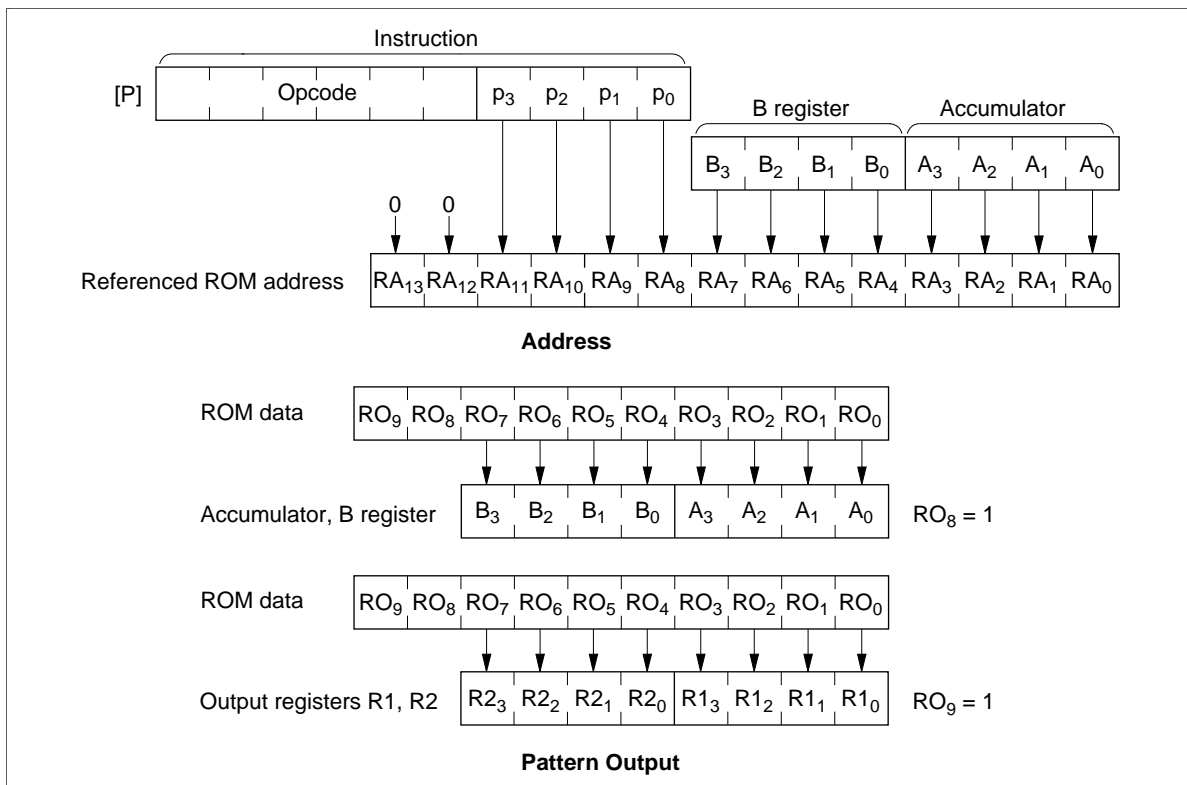 Instruction
[P] Opcode p3 p2 p1 p0
B register Accumulator
B3 B2 B1 B0 A3 A2 A1 A0
0 0
Referenced ROM address RA13 RA12 RA11 RA10 RA9 RA8 RA7 RA6 RA5 RA4 RA3 RA2 RA1 RA0
Address
ROM data RO9 RO8 RO7 RO6 RO5 RO4 RO3 RO2 RO1 RO0
Accumulator, B register B3 B2 B1 B0 A3 A2 A1 A0 RO8 = 1
ROM data RO9 RO8 RO7 RO6 RO5 RO4 RO3 RO2 RO1 RO0
Output registers R1, R2 R23 R22 R21 R20 R13 R12 R11 R10 RO9 = 1
Pattern Output